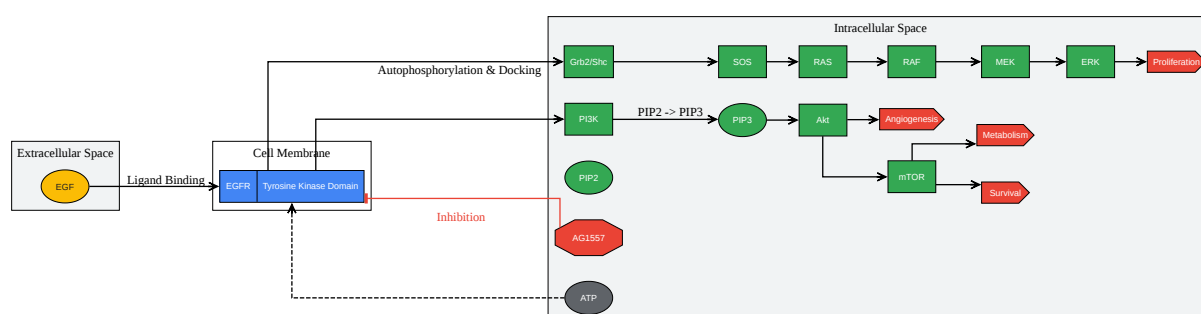 Intracellular Space
Grb2/Shc
SOS
RAS
RAF
MEK
ERK
Proliferation
Autophosphorylation & Docking
PI3K
PIP2 -> PIP3
PIP3
Akt
Angiogenesis
Metabolism
Extracellular Space
Cell Membrane
EGF
Ligand Binding
EGFR
Tyrosine Kinase Domain
PIP2
mTOR
Survival
Inhibition
AG1557
ATP